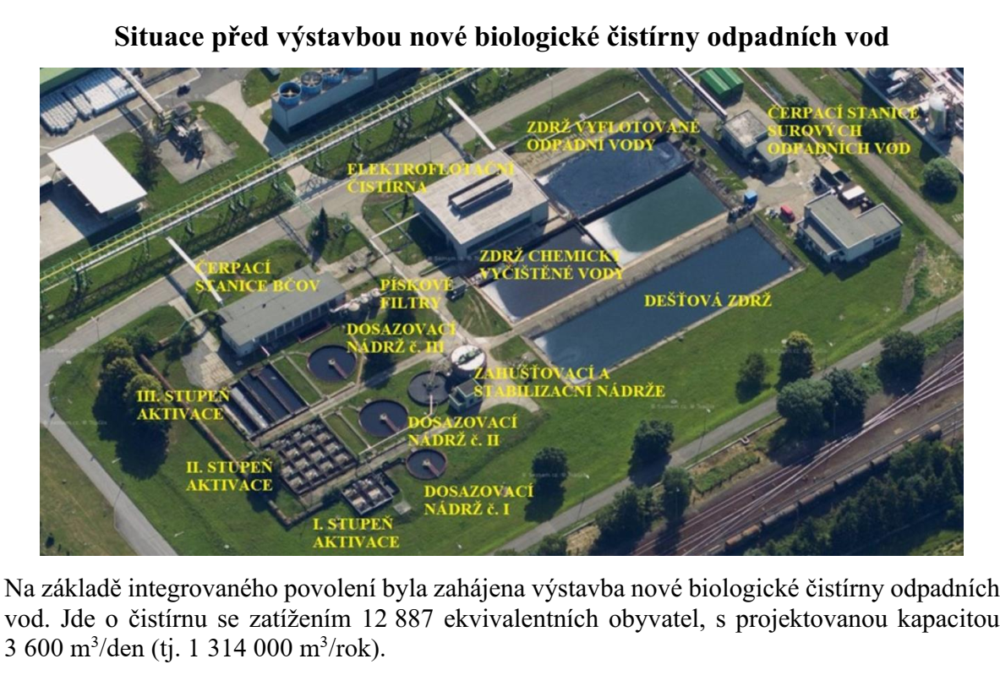 Situace před výstavbou nové biologické čistírny odpadních vod
ČERPACÍ STANICE
SUROVÝCH
ODPADNÍCH VOD
ZDRŽ VYFLOTOVANÉ
ODPADNÍ VODY
ELEKTROFLOTAČNÍ
ČISTÍRNA
ZDRŽ CHEMICKY
VYČIŠTĚNÉ VODY
ČERPACÍ
STANICE BČOV
PÍSKOVÉ
FILTRY
DEŠŤOVÁ ZDRŽ
DOSAZOVACÍ
NÁDRŽ č. III
ZAHUŠŤOVACÍ A
STABILIZAČNÍ NÁDRŽE
III. STUPEŇ
AKTIVACE
DOSAZOVACÍ
NÁDRŽ č. II
II. STUPEŇ
AKTIVACE
DOSAZOVACÍ
NÁDRŽ č. I
I. STUPEŇ
AKTIVACE
Na základě integrovaného povolení byla zahájena výstavba nové biologické čistírny odpadních
vod. Jde o čistírnu se zatížením 12 887 ekvivalentních obyvatel, s projektovanou kapacitou
3 600 m³/den (tj. 1 314 000 m³/rok).